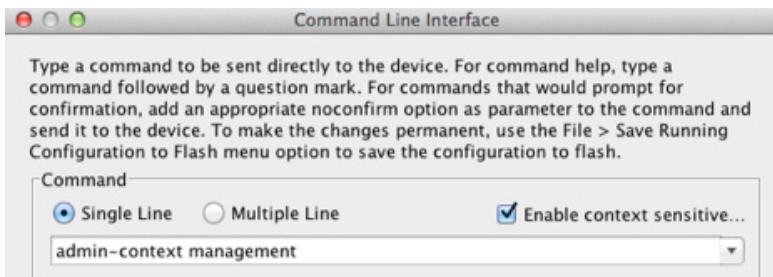 Command Line Interface
Type a command to be sent directly to the device. For command help, type a
command followed by a question mark. For commands that would prompt for
confirmation, add an appropriate noconfirm option as parameter to the command and
send it to the device. To make the changes permanent, use the File > Save Running
Configuration to Flash menu option to save the configuration to flash.
Command
Single Line Multiple Line Enable context sensitive...
admin-context management